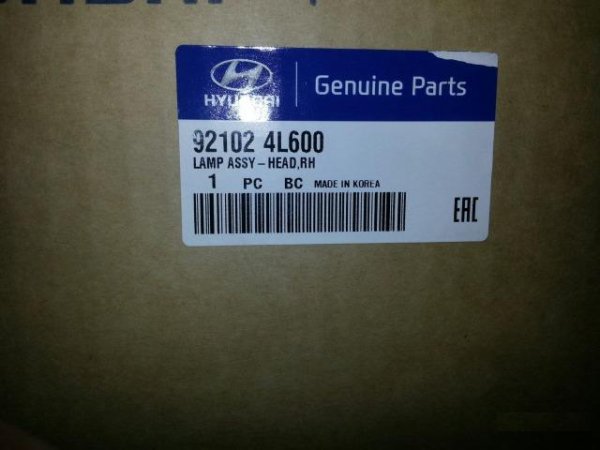 HYUNDAI
Genuine Parts
92102 4L600
LAMP ASSY-HEAD,RH
1 PC BC MADE IN KOREA
EAC